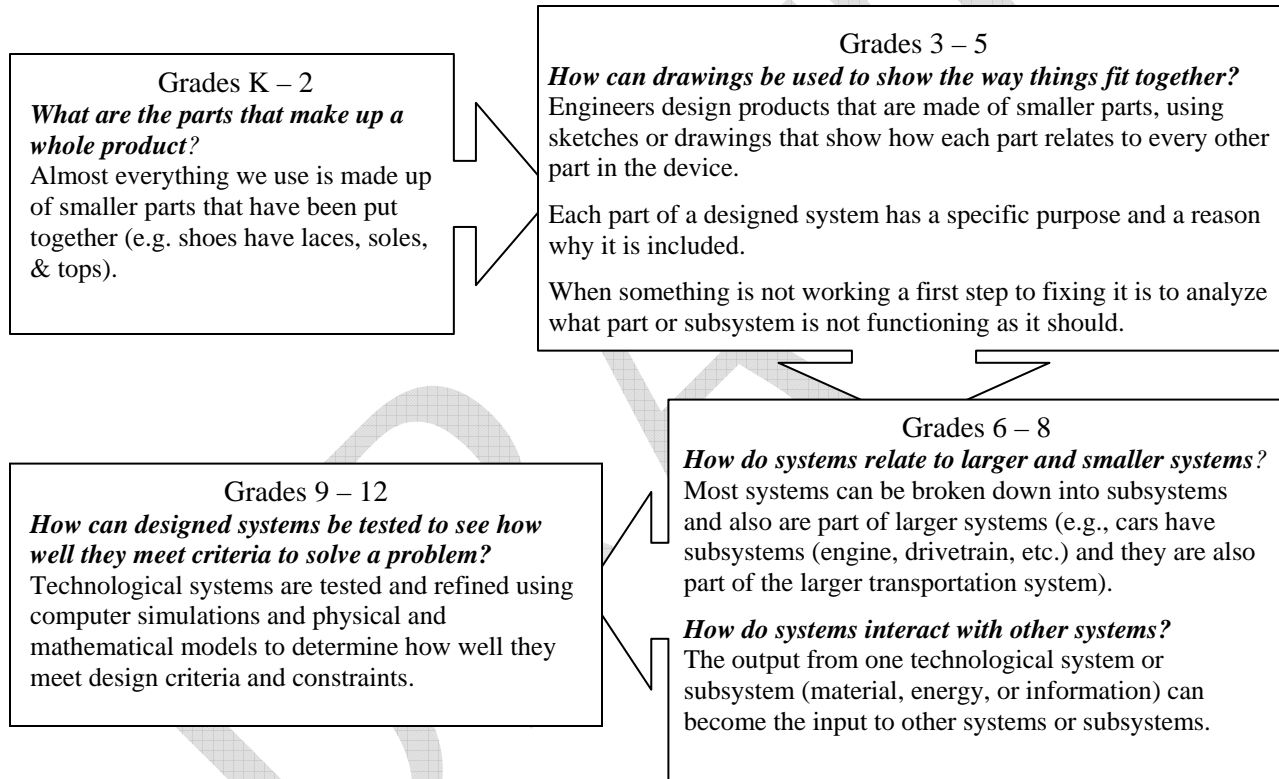 Grades K – 2
What are the parts that make up a
whole product?
Almost everything we use is made up
of smaller parts that have been put
together (e.g. shoes have laces, soles,
& tops).
Grades 3 – 5
How can drawings be used to show the way things fit together?
Engineers design products that are made of smaller parts, using
sketches or drawings that show how each part relates to every other
part in the device.
Each part of a designed system has a specific purpose and a reason
why it is included.
When something is not working a first step to fixing it is to analyze
what part or subsystem is not functioning as it should.
Grades 6 – 8
How do systems relate to larger and smaller systems?
Most systems can be broken down into subsystems
and also are part of larger systems (e.g., cars have
subsystems (engine, drivetrain, etc.) and they are also
part of the larger transportation system).
How do systems interact with other systems?
The output from one technological system or
subsystem (material, energy, or information) can
become the input to other systems or subsystems.
Grades 9 – 12
How can designed systems be tested to see how
well they meet criteria to solve a problem?
Technological systems are tested and refined using
computer simulations and physical and
mathematical models to determine how well they
meet design criteria and constraints.